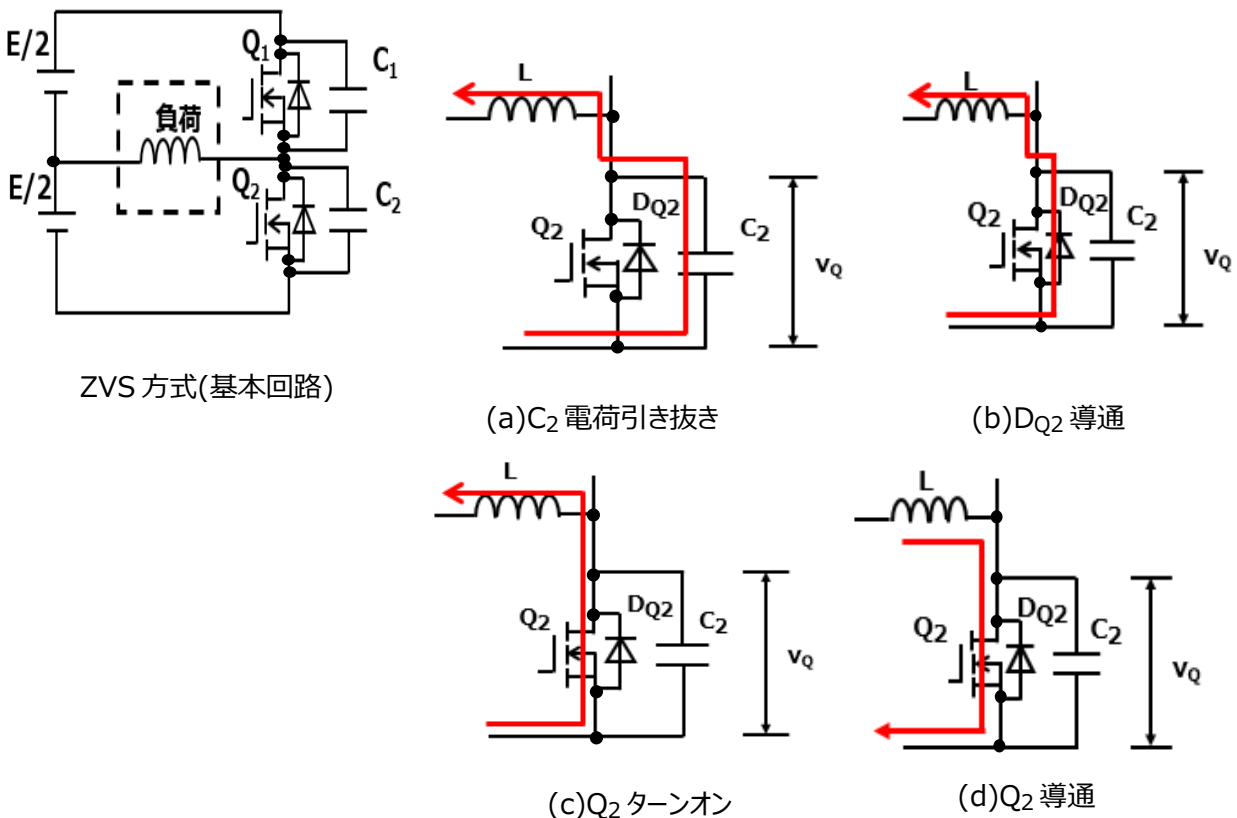 E/2
Q1
C1
負荷
E/2
Q2
C2
ZVS 方式(基本回路)
L
DQ2
Q2
C2
vQ
(a)C2 電荷引き抜き
L
DQ2
Q2
C2
vQ
(b)DQ2 導通
L
DQ2
Q2
C2
vQ
(c)Q2 ターンオン
L
DQ2
Q2
C2
vQ
(d)Q2 導通